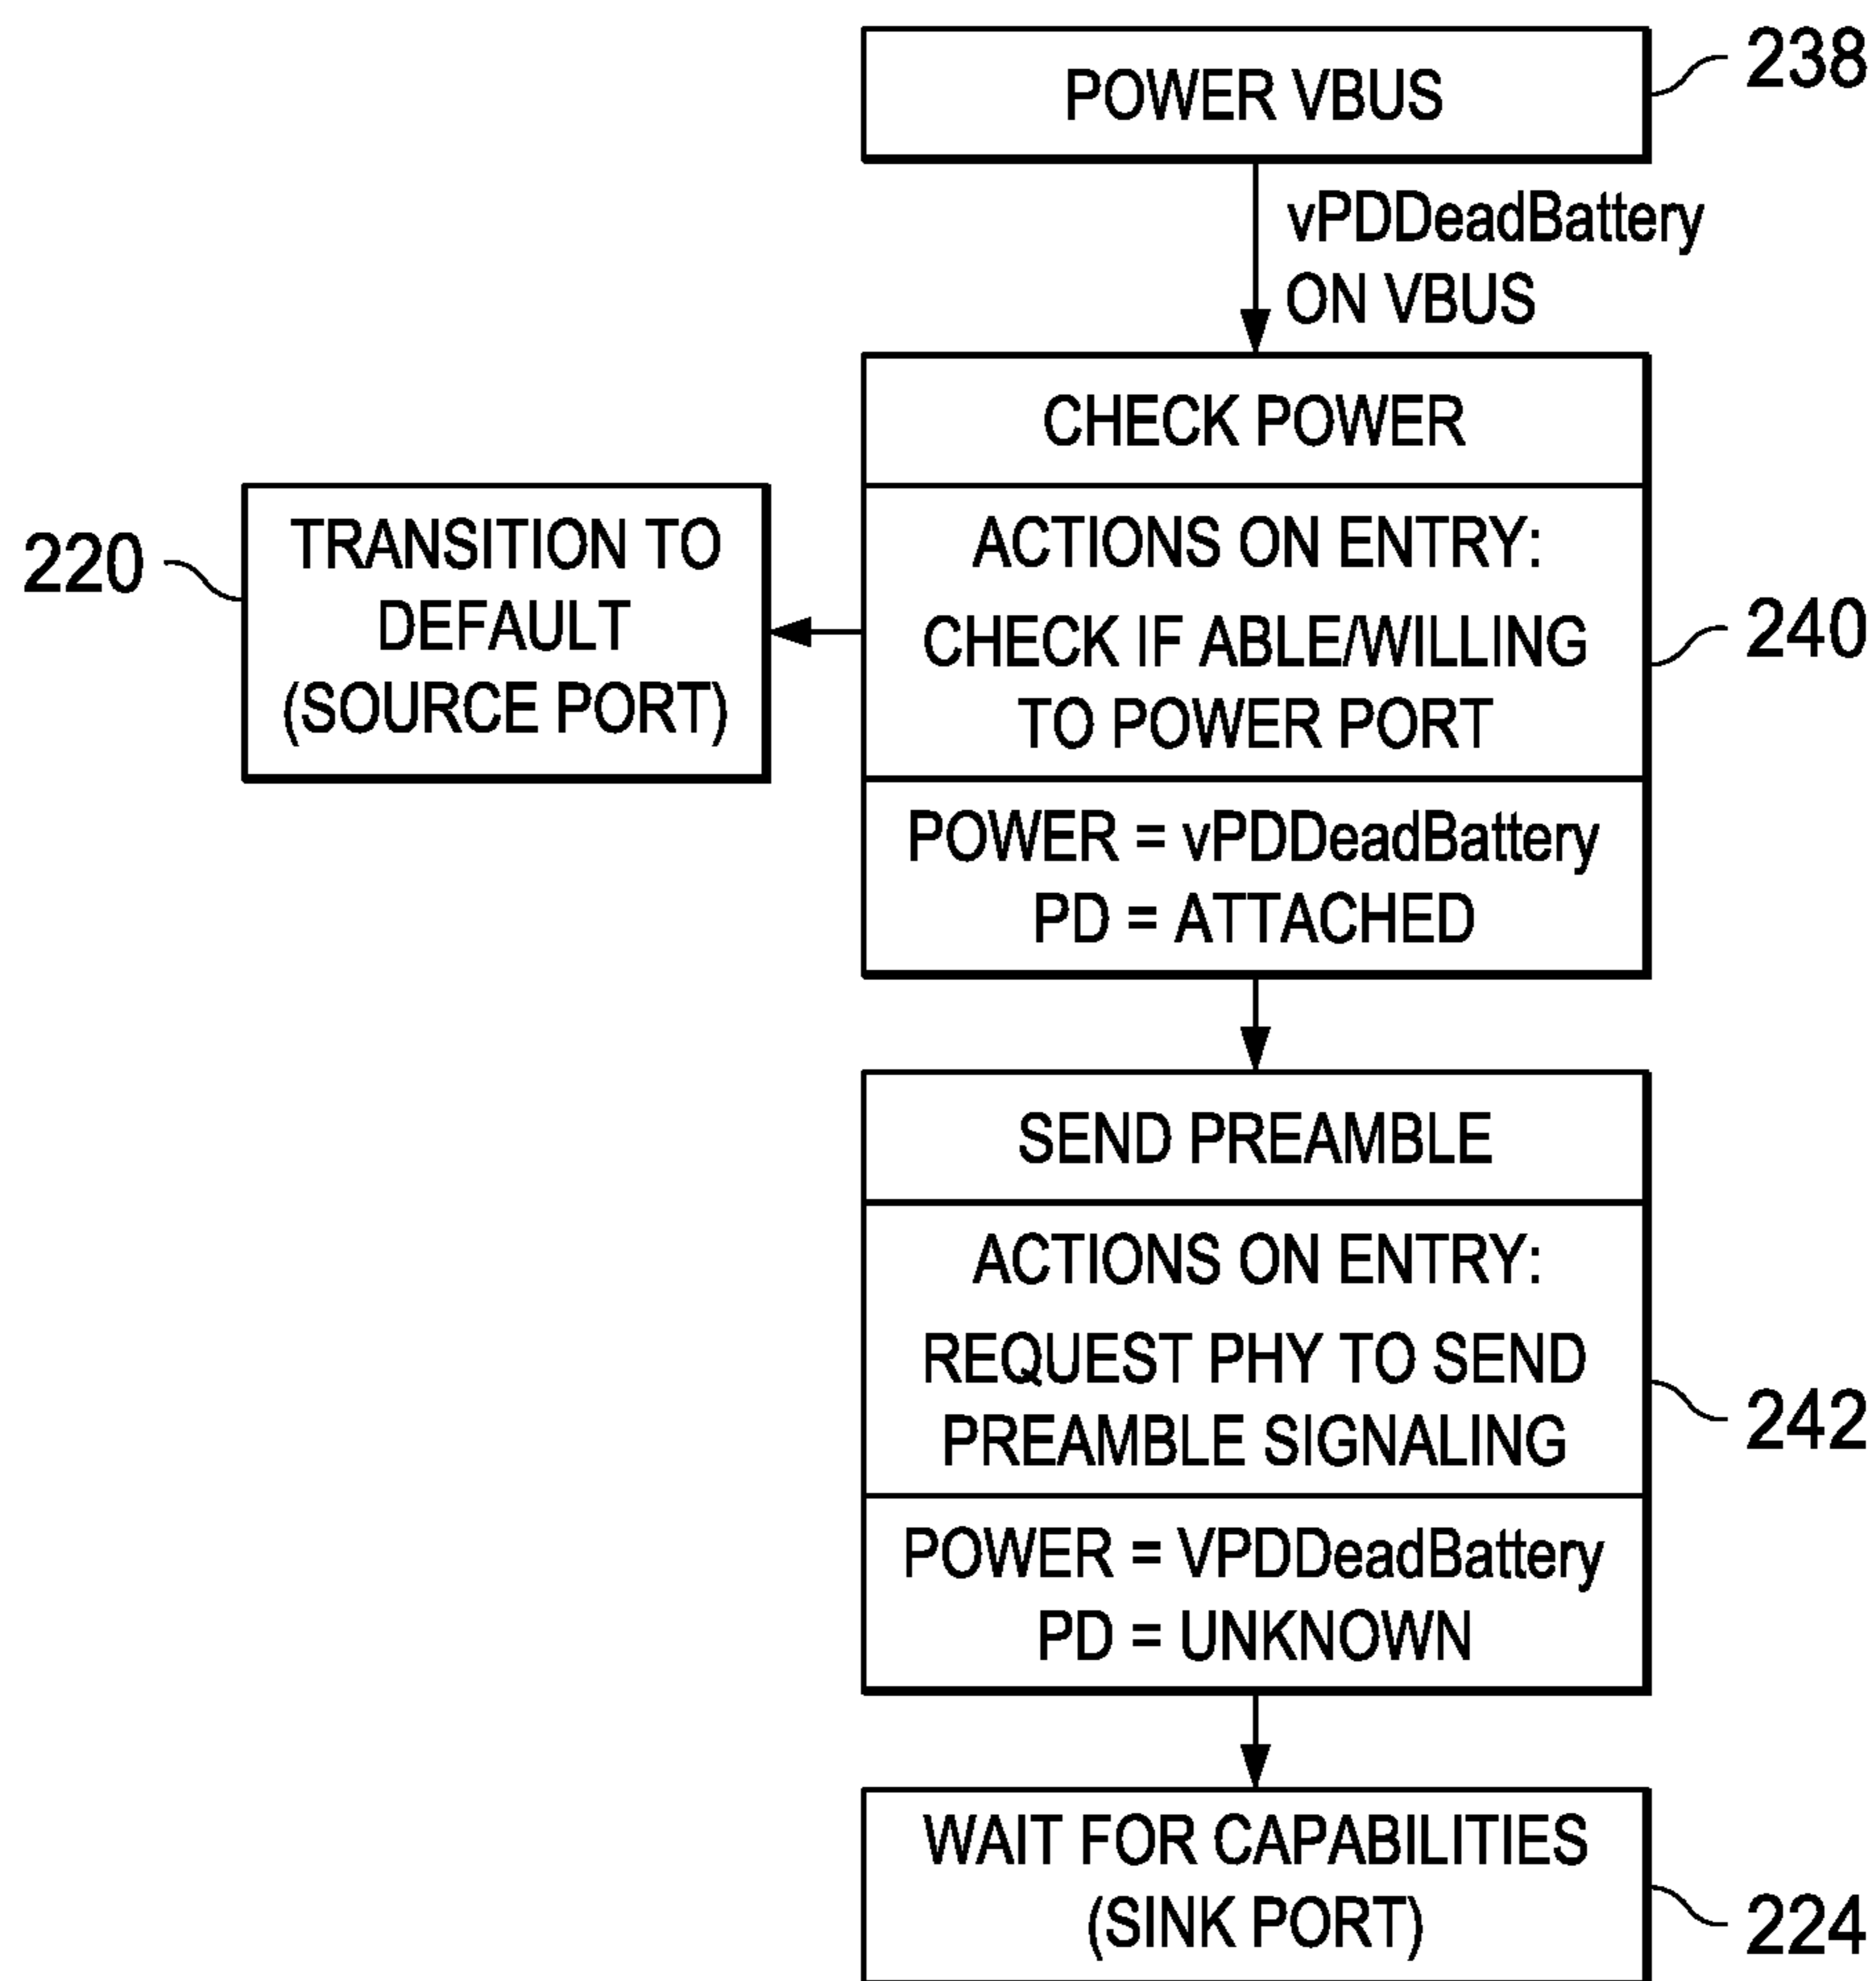 POWER VBUS
238
vPDDeadBattery
ON VBUS
CHECK POWER
ACTIONS ON ENTRY:
CHECK IF ABLE/WILLING
TO POWER PORT
POWER = vPDDeadBattery
PD = ATTACHED
240
220
TRANSITION TO
DEFAULT
(SOURCE PORT)
SEND PREAMBLE
ACTIONS ON ENTRY:
REQUEST PHY TO SEND
PREAMBLE SIGNALING
POWER = VPDDeadBattery
PD = UNKNOWN
242
WAIT FOR CAPABILITIES
(SINK PORT)
224